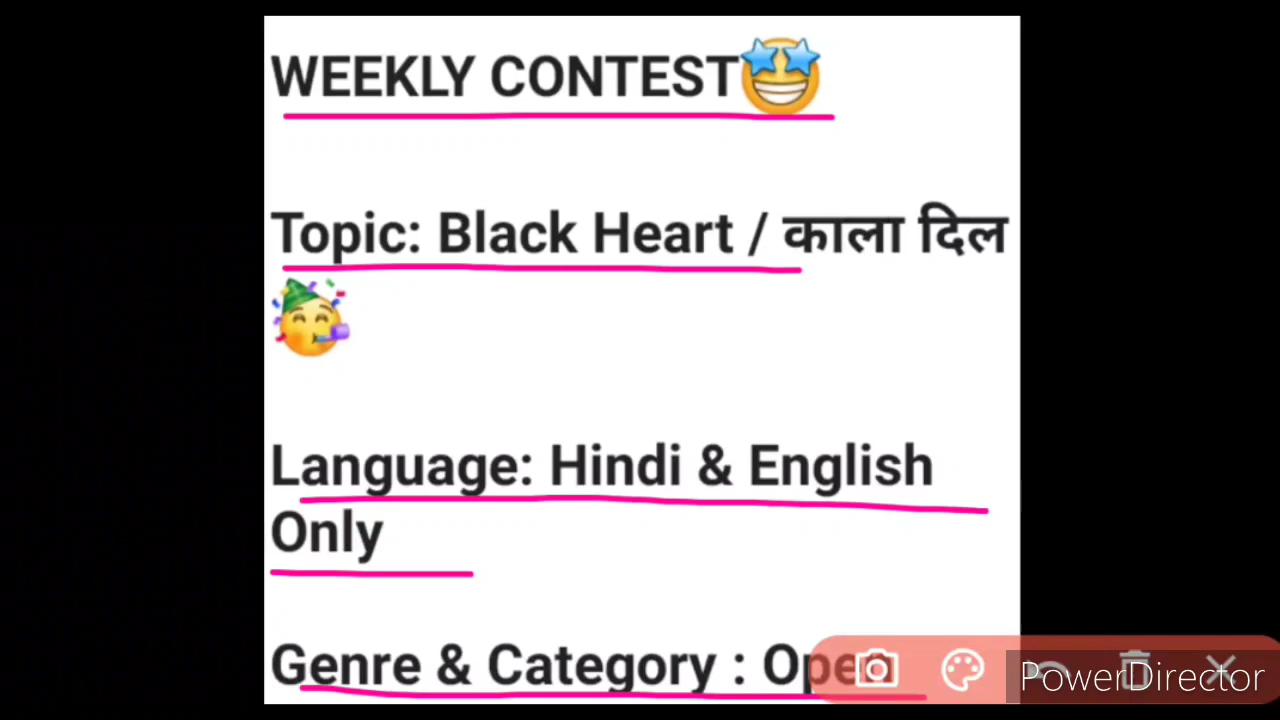 WEEKLY CONTEST🤩
Topic: Black Heart / काला दिल
🥳
Language: Hindi & English
Only
Genre & Category : Open
PowerDirector